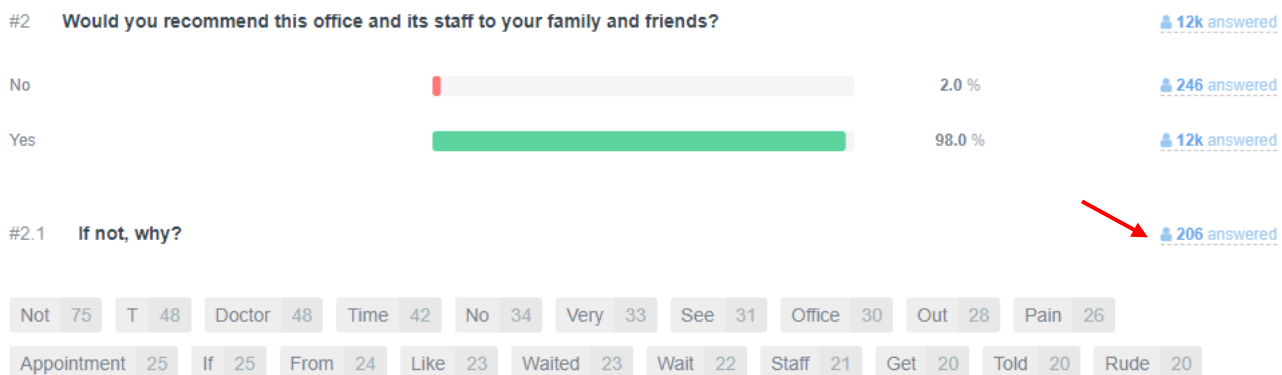 #2 Would you recommend this office and its staff to your family and friends? 12k answered
No 2.0 % 246 answered
Yes 98.0 % 12k answered
#2.1 If not, why? 206 answered
Not 75 T 48 Doctor 48 Time 42 No 34 Very 33 See 31 Office 30 Out 28 Pain 26
Appointment 25 If 25 From 24 Like 23 Waited 23 Wait 22 Staff 21 Get 20 Told 20 Rude 20